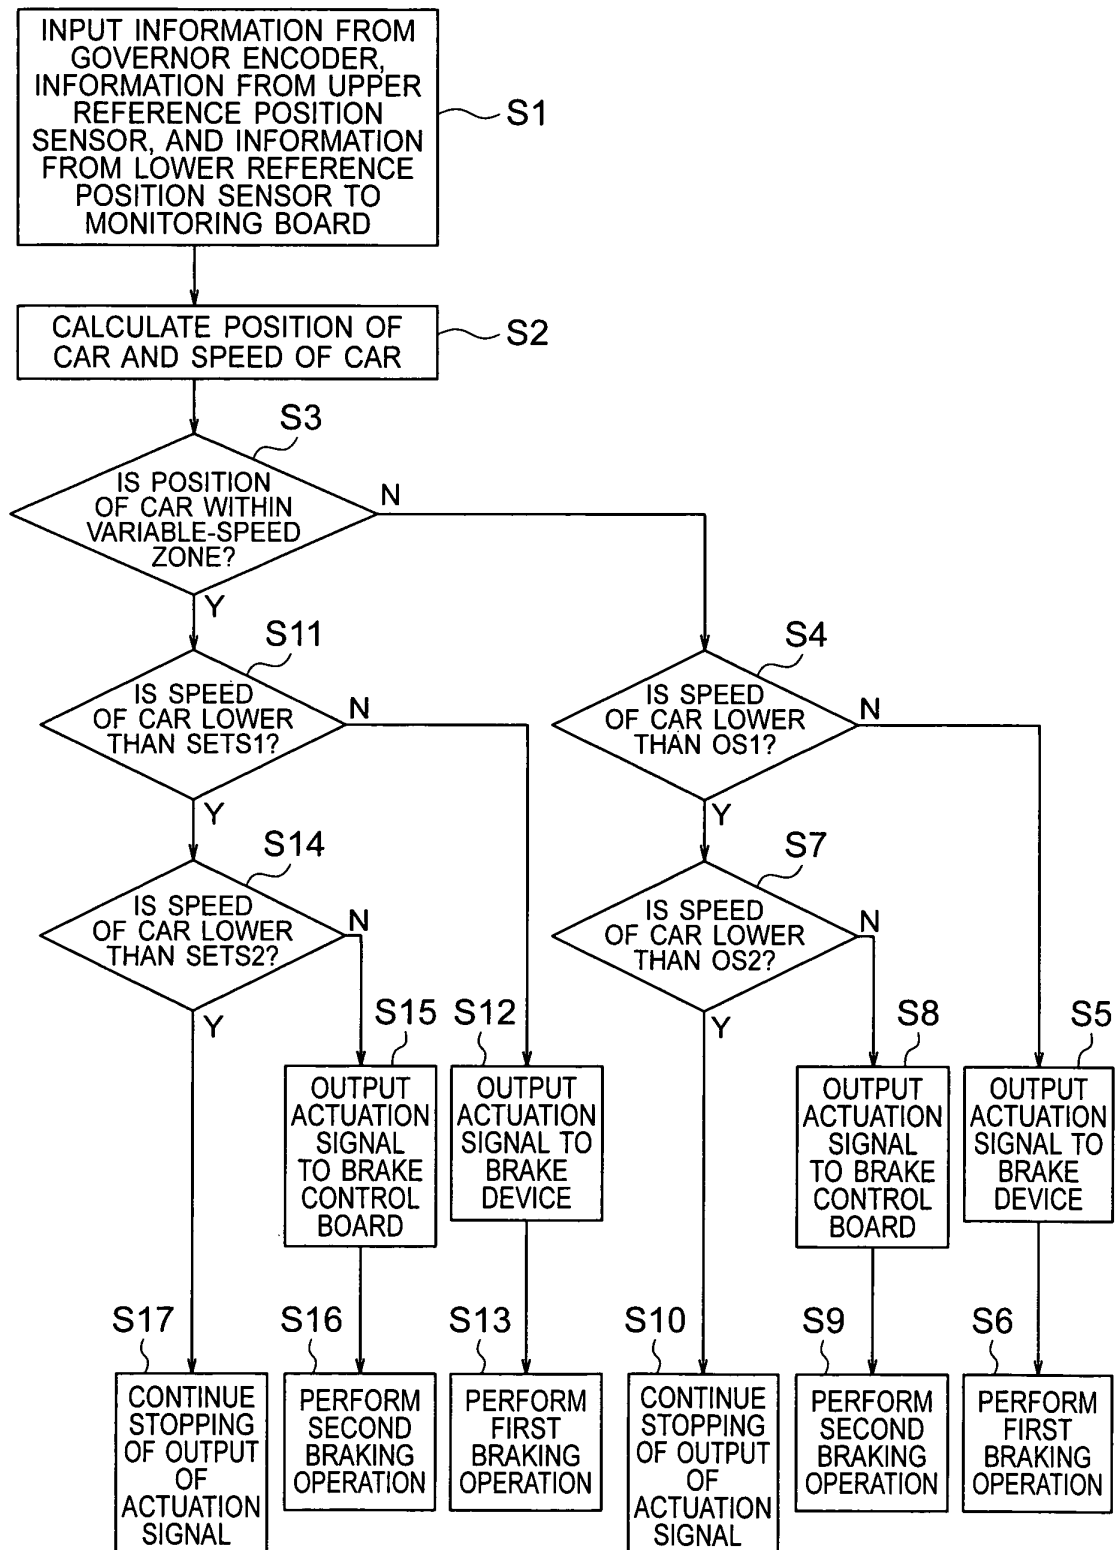 INPUT INFORMATION FROM
GOVERNOR ENCODER,
INFORMATION FROM UPPER
REFERENCE POSITION
SENSOR, AND INFORMATION
FROM LOWER REFERENCE
POSITION SENSOR TO
MONITORING BOARD
S1
CALCULATE POSITION OF
CAR AND SPEED OF CAR
S2
S3
IS POSITION
OF CAR WITHIN
VARIABLE-SPEED
ZONE?
N
Y
S11
IS SPEED
OF CAR LOWER
THAN SETS1?
N
Y
S4
IS SPEED
OF CAR LOWER
THAN OS1?
N
Y
S14
IS SPEED
OF CAR LOWER
THAN SETS2?
N
Y
S7
IS SPEED
OF CAR LOWER
THAN OS2?
N
Y
S15
OUTPUT
ACTUATION
SIGNAL
TO BRAKE
CONTROL
BOARD
S12
OUTPUT
ACTUATION
SIGNAL TO
BRAKE
DEVICE
S8
OUTPUT
ACTUATION
SIGNAL
TO BRAKE
CONTROL
BOARD
S5
OUTPUT
ACTUATION
SIGNAL TO
BRAKE
DEVICE
S17
CONTINUE
STOPPING
OF OUTPUT
OF
ACTUATION
SIGNAL
S16
PERFORM
SECOND
BRAKING
OPERATION
S13
PERFORM
FIRST
BRAKING
OPERATION
S10
CONTINUE
STOPPING
OF OUTPUT
OF
ACTUATION
SIGNAL
S9
PERFORM
SECOND
BRAKING
OPERATION
S6
PERFORM
FIRST
BRAKING
OPERATION